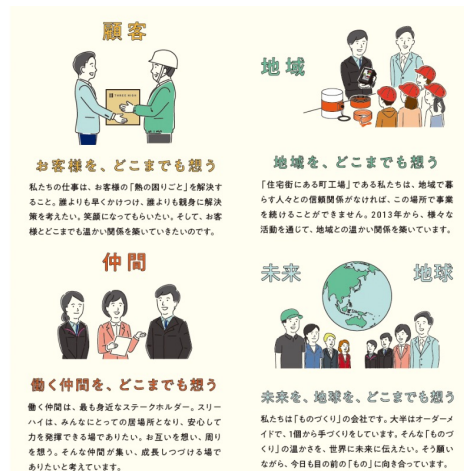 顧客
お客様を、どこまでも想う
私たちの仕事は、お客様の「熱の困りごと」を解決す
ること。誰よりも早くかけつけ、誰よりも親身に解決
策を考えたい。笑顔になってもらいたい。そして、お客
様とどこまでも温かい関係を築いていきたいのです。
地域
地域を、どこまでも想う
「住宅街にある町工場」である私たちは、地域で暮
らす人々との信頼関係がなければ、この場所で事業
を続けることができません。2013年から、様々な
活動を通じて、地域との温かい関係を築いています。
仲間
働く仲間を、どこまでも想う
働く仲間は、最も身近なステークホルダー。スリー
ハイは、みんなにとっての居場所となり、安心して
力を発揮できる場でありたい。お互いを想い、周り
を想う。そんな仲間が集い、成長しつづける場で
ありたいと考えています。
未来 地球
未来を、地球を、どこまでも想う
私たちは「ものづくり」の会社です。大半はオーダーメ
イドで、1個から手づくりをしています。そんな「ものづ
くり」の温かさを、世界に未来に伝えたい。そう願い
ながら、今日も目の前の「もの」に向き合っています。